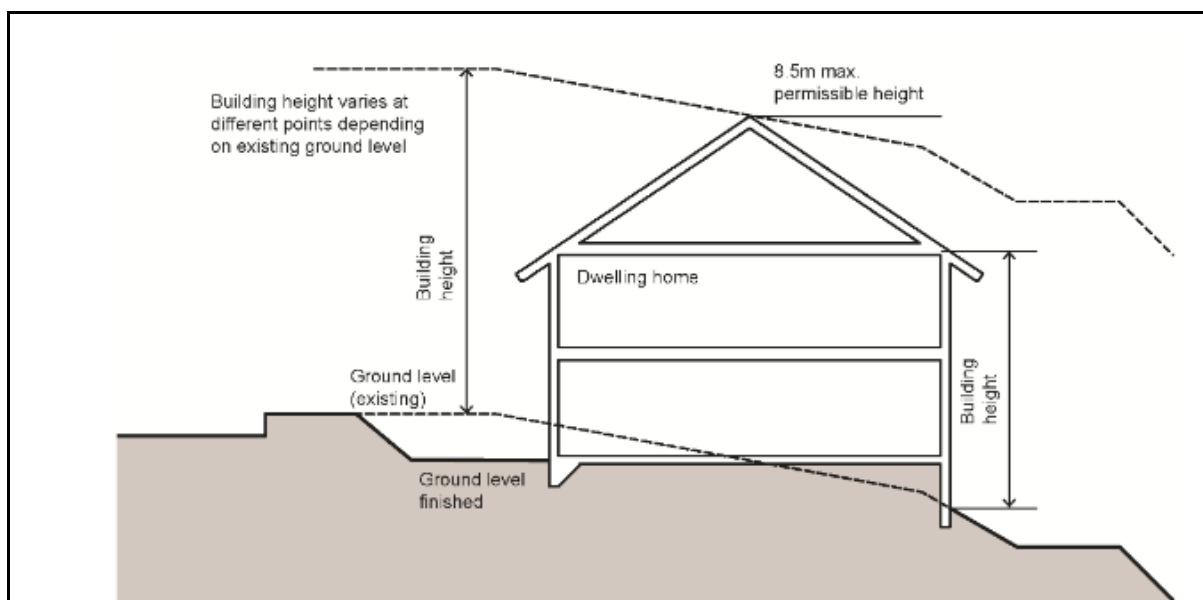 8.5m max.
permissible height
Building height varies at
different points depending
on existing ground level
Building
height
Dwelling home
Ground level
(existing)
Building
height
Ground level
finished